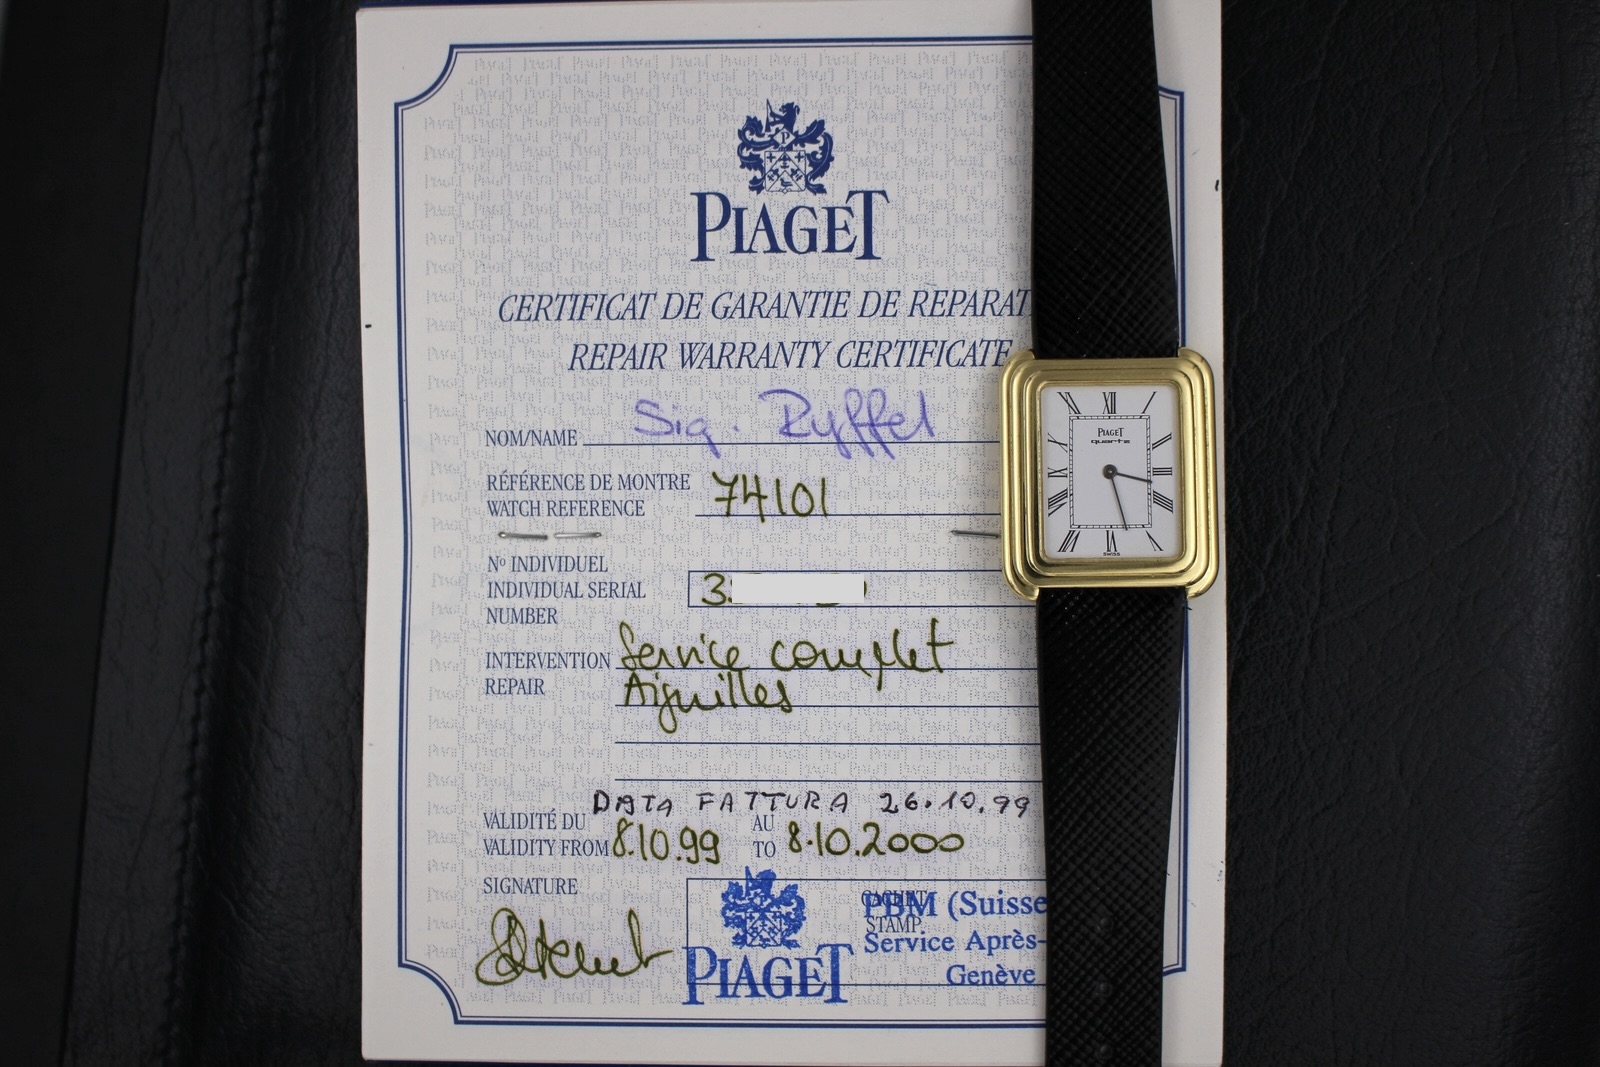 PIAGET
CERTIFICAT DE GARANTIE DE REPARAT
REPAIR WARRANTY CERTIFICATE
NOM/NAME Sig. Ryffel
RÉFÉRENCE DE MONTRE
WATCH REFERENCE 74101
Nº INDIVIDUEL
INDIVIDUAL SERIAL
NUMBER
3
INTERVENTION Service complet
REPAIR Aiguilles
DATA FATTURA 26.10.99
VALIDITÉ DU AU
VALIDITY FROM 8.10.99 TO 8.10.2000
SIGNATURE
CACHET
STAMP
PIAGET
PBM (Suisse
Service Après-
Genève
XII
PIAGET
quartz
SWISS